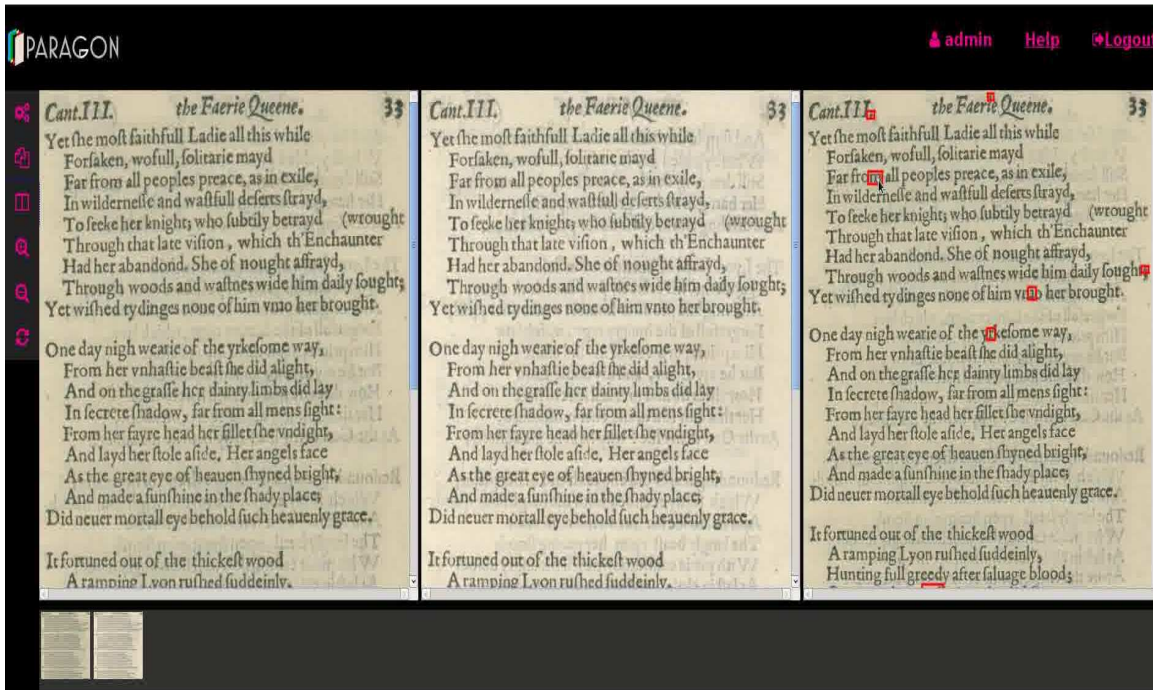 PARAGON
admin Help Logout
Cant.III. the Faerie Queene. 33
Yet ſhe moſt faithfull Ladie all this while
Forſaken, wofull, ſolitarie mayd
Far from all peoples preace, as in exile,
In wilderneſſe and waſtfull deſerts ſtrayd,
To ſeeke her knight; who ſubtily betrayd (wrought
Through that late viſion, which th'Enchaunter
Had her abandond. She of nought affrayd,
Through woods and waſtnes wide him daily ſought;
Yet wiſhed tydinges none of him vnto her brought.
One day nigh wearie of the yrkeſome way,
From her vnhaſtie beaſt ſhe did alight,
And on the graſſe her dainty limbs did lay
In ſecrete ſhadow, far from all mens ſight:
From her fayre head her fillet ſhe vndight,
And layd her ſtole aſide. Her angels face
As the great eye of heauen ſhyned bright,
And made a ſunſhine in the ſhady place;
Did neuer mortall eye behold ſuch heauenly grace.
It fortuned out of the thickeſt wood
A ramping Lyon ruſhed ſuddeinly,
Cant.III. the Faerie Queene. 33
Yet ſhe moſt faithfull Ladie all this while
Forſaken, wofull, ſolitarie mayd
Far from all peoples preace, as in exile,
In wilderneſſe and waſtfull deſerts ſtrayd,
To ſeeke her knight; who ſubtily betrayd (wrought
Through that late viſion, which th'Enchaunter
Had her abandond. She of nought affrayd,
Through woods and waſtnes wide him daily ſought;
Yet wiſhed tydinges none of him vnto her brought.
One day nigh wearie of the yrkeſome way,
From her vnhaſtie beaſt ſhe did alight,
And on the graſſe her dainty limbs did lay
In ſecrete ſhadow, far from all mens ſight:
From her fayre head her fillet ſhe vndight,
And layd her ſtole aſide. Her angels face
As the great eye of heauen ſhyned bright,
And made a ſunſhine in the ſhady place;
Did neuer mortall eye behold ſuch heauenly grace.
It fortuned out of the thickeſt wood
A ramping Lyon ruſhed ſuddeinly,
Cant.III. the Faerie Queene. 33
Yet ſhe moſt faithfull Ladie all this while
Forſaken, wofull, ſolitarie mayd
Far from all peoples preace, as in exile,
In wilderneſſe and waſtfull deſerts ſtrayd,
To ſeeke her knight; who ſubtily betrayd (wrought
Through that late viſion, which th'Enchaunter
Had her abandond. She of nought affrayd,
Through woods and waſtnes wide him daily ſought;
Yet wiſhed tydinges none of him vnto her brought.
One day nigh wearie of the yrkeſome way,
From her vnhaſtie beaſt ſhe did alight,
And on the graſſe her dainty limbs did lay
In ſecrete ſhadow, far from all mens ſight:
From her fayre head her fillet ſhe vndight,
And layd her ſtole aſide. Her angels face
As the great eye of heauen ſhyned bright,
And made a ſunſhine in the ſhady place;
Did neuer mortall eye behold ſuch heauenly grace.
It fortuned out of the thickeſt wood
A ramping Lyon ruſhed ſuddeinly,
Hunting full greedy after ſaluage blood;